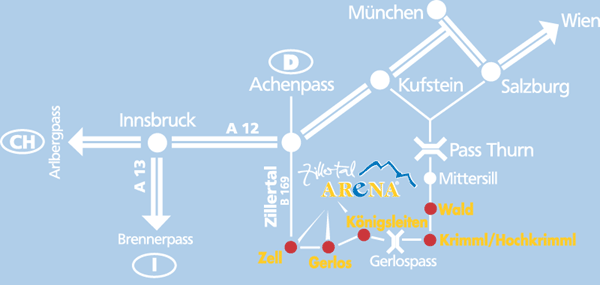 München
Wien
D
Achenpass
Kufstein
Salzburg
Innsbruck
CH
Arlbergpass
A 12
A 13
Pass Thurn
Zillertal
B 169
Zillertal
ARENA
Mittersill
Wald
Königsleiten
Krimml/Hochkrimml
Brennerpass
Zell
Gerlos
Gerlospass
I